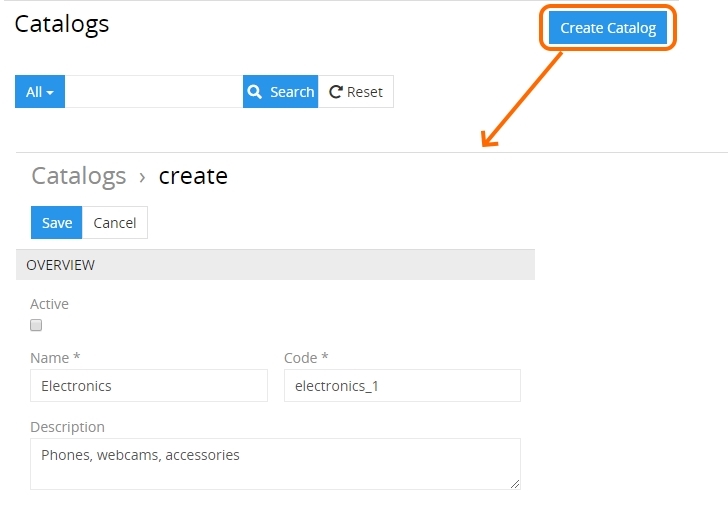 Catalogs
Create Catalog
All
Search
Reset
Catalogs › create
Save
Cancel
OVERVIEW
Active
Name *
Code *
Electronics
electronics_1
Description
Phones, webcams, accessories